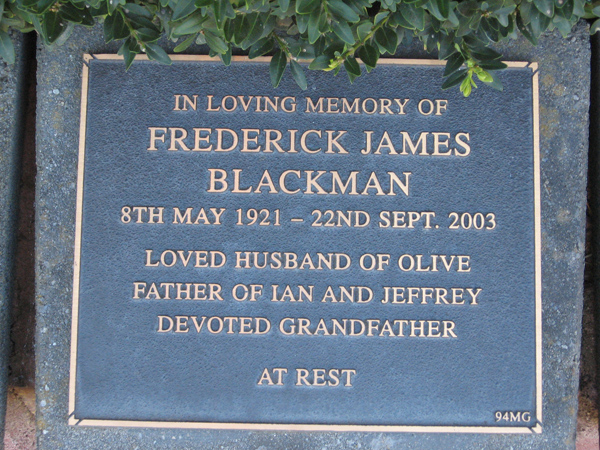 IN LOVING MEMORY OF
FREDERICK JAMES
BLACKMAN
8TH MAY 1921 – 22ND SEPT. 2003
LOVED HUSBAND OF OLIVE
FATHER OF IAN AND JEFFREY
DEVOTED GRANDFATHER
AT REST
94MG